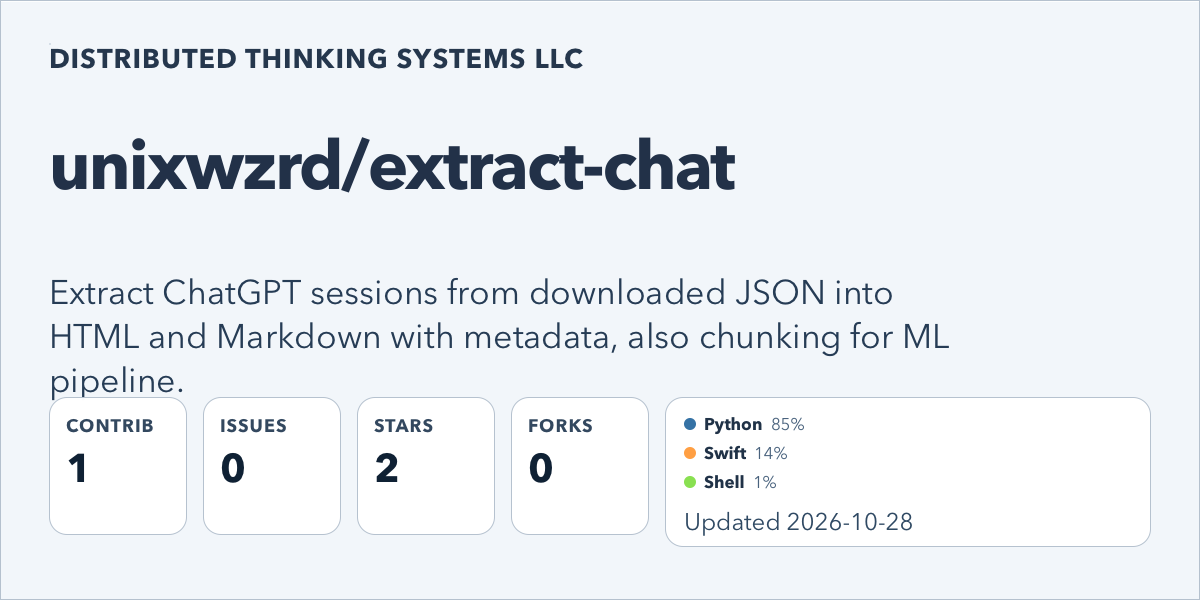 DISTRIBUTED THINKING SYSTEMS LLC
unixwzrd/extract-chat
Extract ChatGPT sessions from downloaded JSON into
HTML and Markdown with metadata, also chunking for ML
pipeline.
CONTRIB
1
ISSUES
0
STARS
2
FORKS
0
Python 85%
Swift 14%
Shell 1%
Updated 2026-10-28